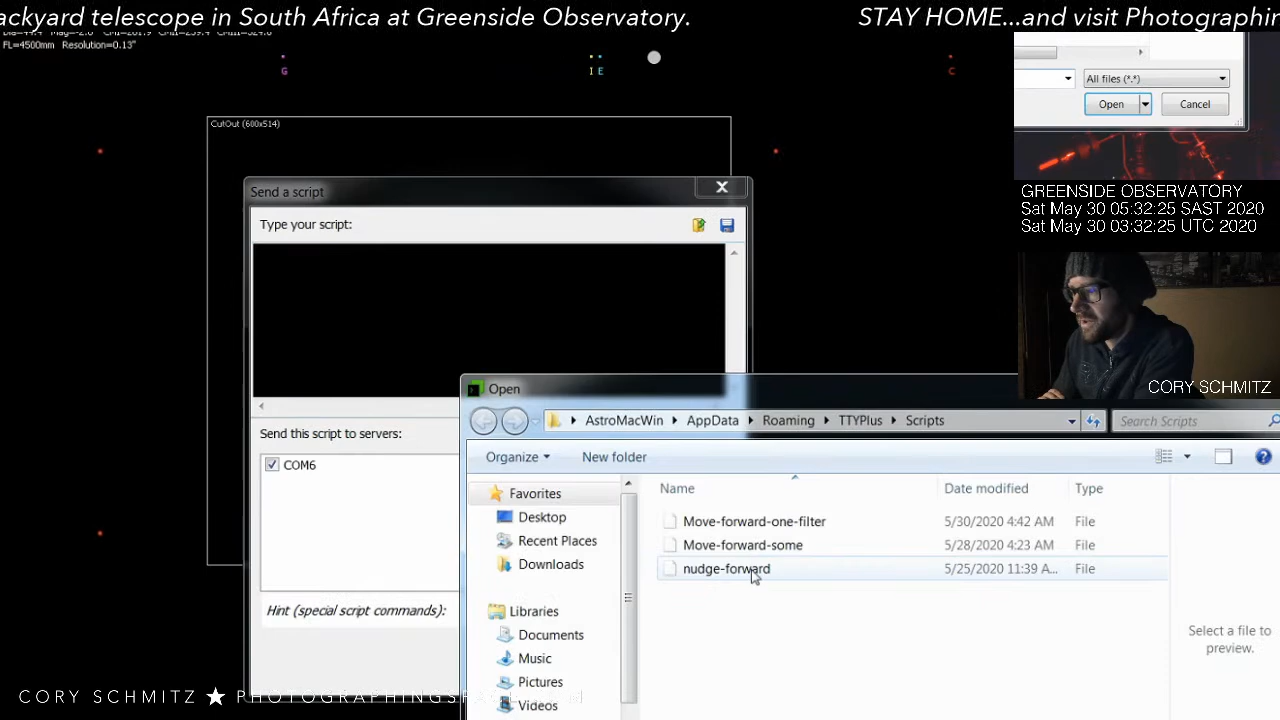 ackyard telescope in South Africa at Greenside Observatory.
STAY HOME...and visit Photographin
FL=4500mm Resolution=0.13"
G
I E
C
CutOut (600x514)
All files (*.*)
Open
Cancel
GREENSIDE OBSERVATORY
Sat May 30 05:32:25 SAST 2020
Sat May 30 03:32:25 UTC 2020
CORY SCHMITZ
Send a script
Type your script:
Send this script to servers:
COM6
Hint (special script commands):
Open
AstroMacWin
AppData
Roaming
TTYPlus
Scripts
Search Scripts
Organize
New folder
Name
Date modified
Type
Favorites
Desktop
Recent Places
Downloads
Libraries
Documents
Music
Pictures
Videos
Move-forward-one-filter
5/30/2020 4:42 AM
File
Move-forward-some
5/28/2020 4:23 AM
File
nudge-forward
5/25/2020 11:39 A...
File
Select a file to
preview.
CORY SCHMITZ ★ PHOTOGRAPHINGSPA